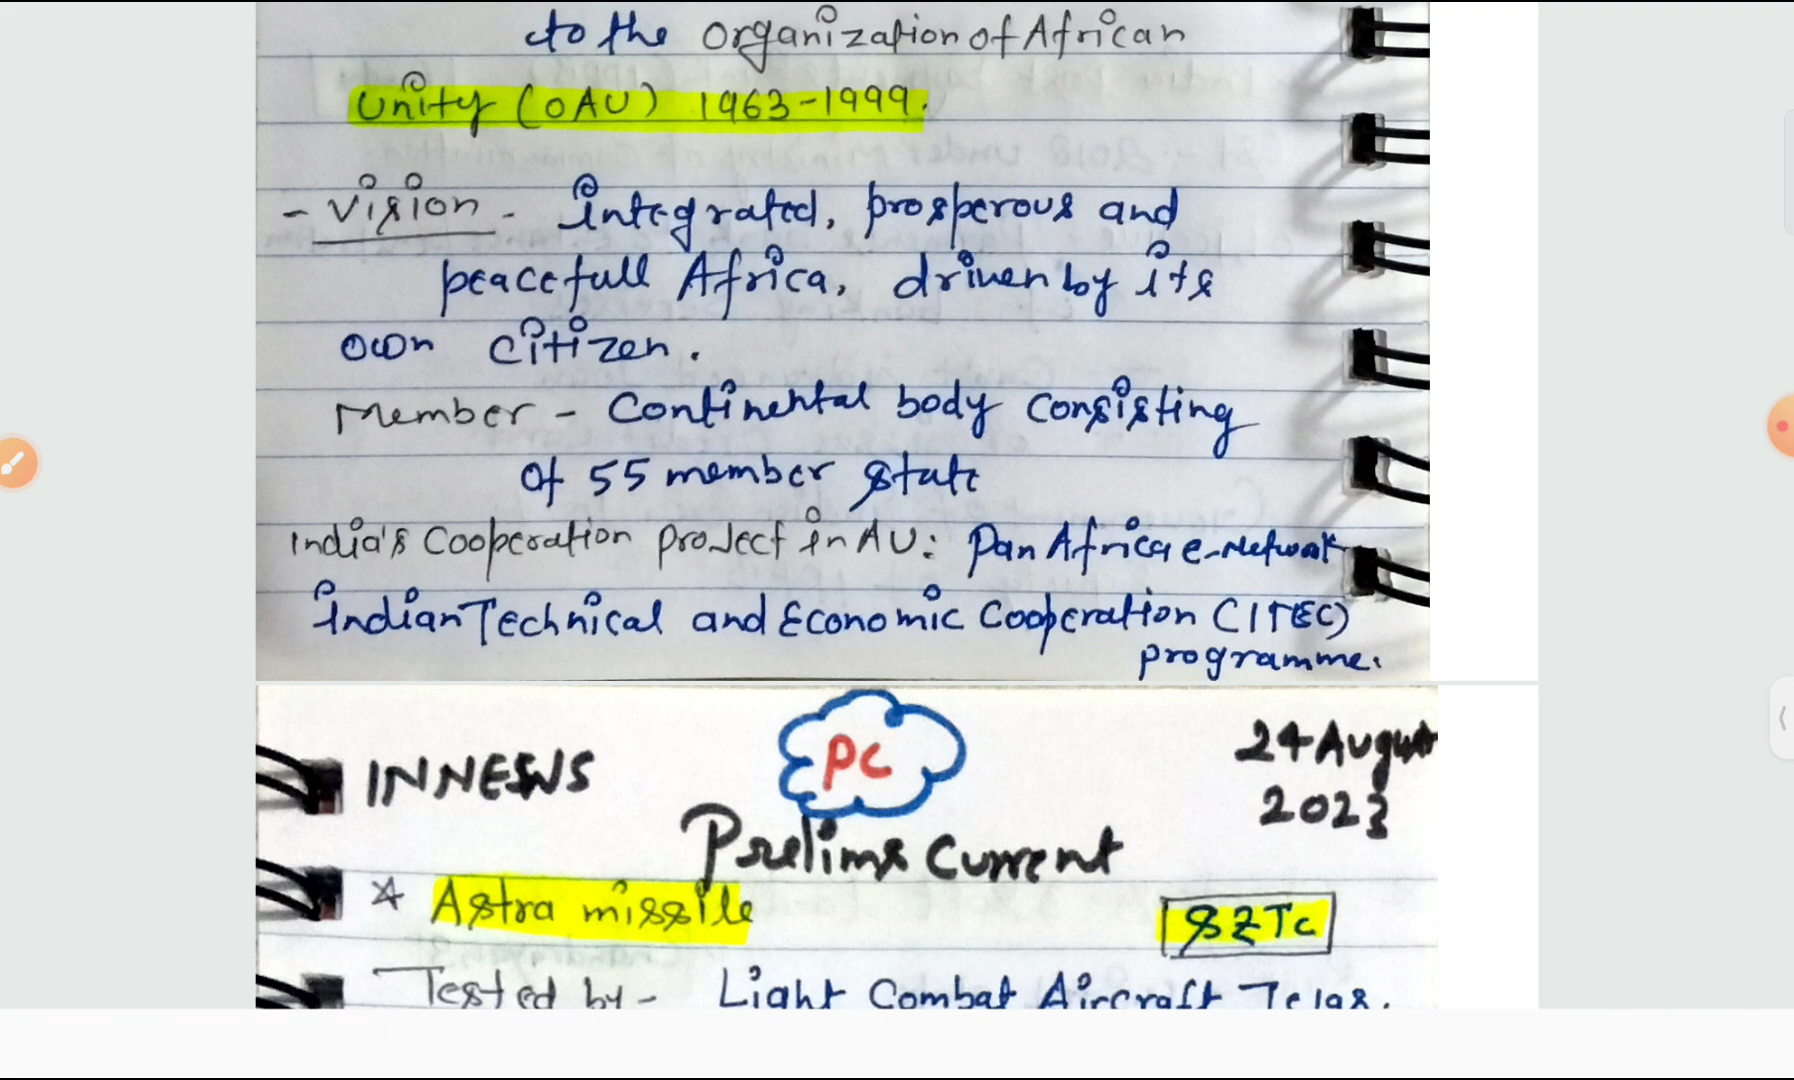 to the Organization of African
Unity (OAU) 1963-1999.
- Vision - Integrated, prosperous and
peacefull Africa, driven by its
own citizen.
Member - Continental body consisting
of 55 member state
India's Cooperation project in AU: Pan Africa e-Network
Indian Technical and Economic Cooperation (ITEC)
programme.
INNEWS
PC
24 August
2023
Prelims Current
* Astra missile
S&Tc
Tested by - Light Combat Aircraft Tejas.